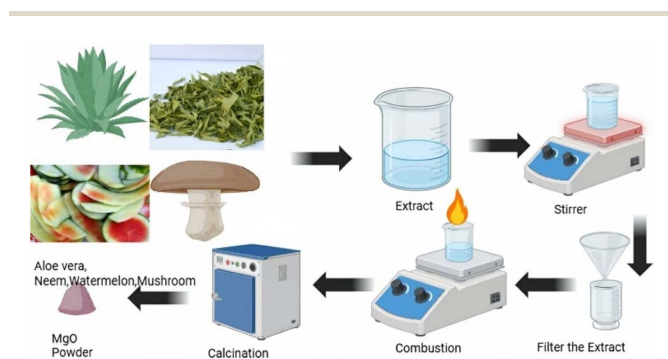 Extract
Stirrer
Aloe vera,
Neem,Watermelon,Mushroom
MgO
Powder
Calcination
Combustion
Filter the Extract